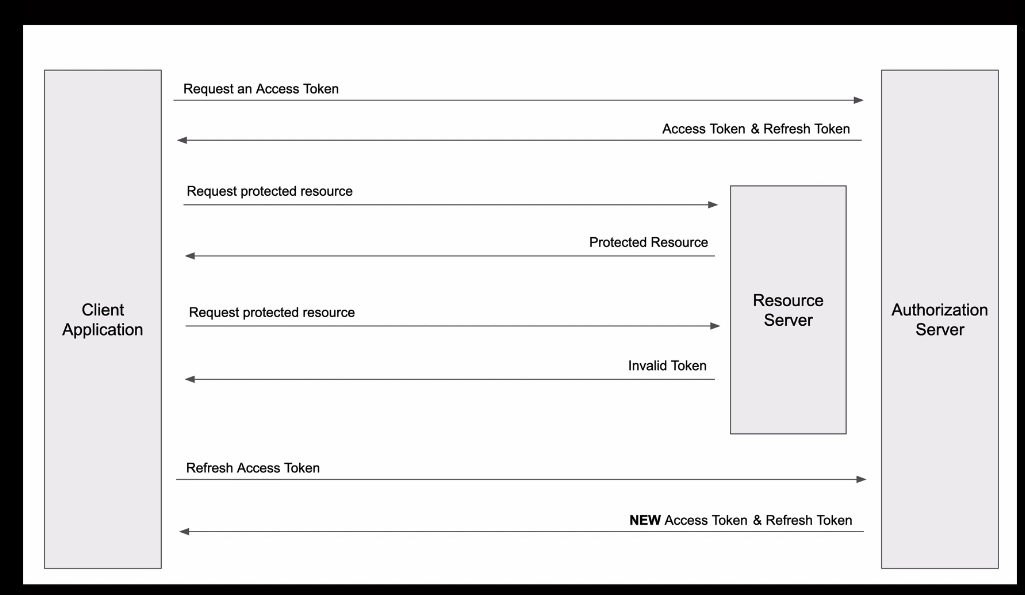 Request an Access Token
Access Token & Refresh Token
Request protected resource
Protected Resource
Client
Application
Resource
Server
Authorization
Server
Request protected resource
Invalid Token
Refresh Access Token
NEW Access Token & Refresh Token